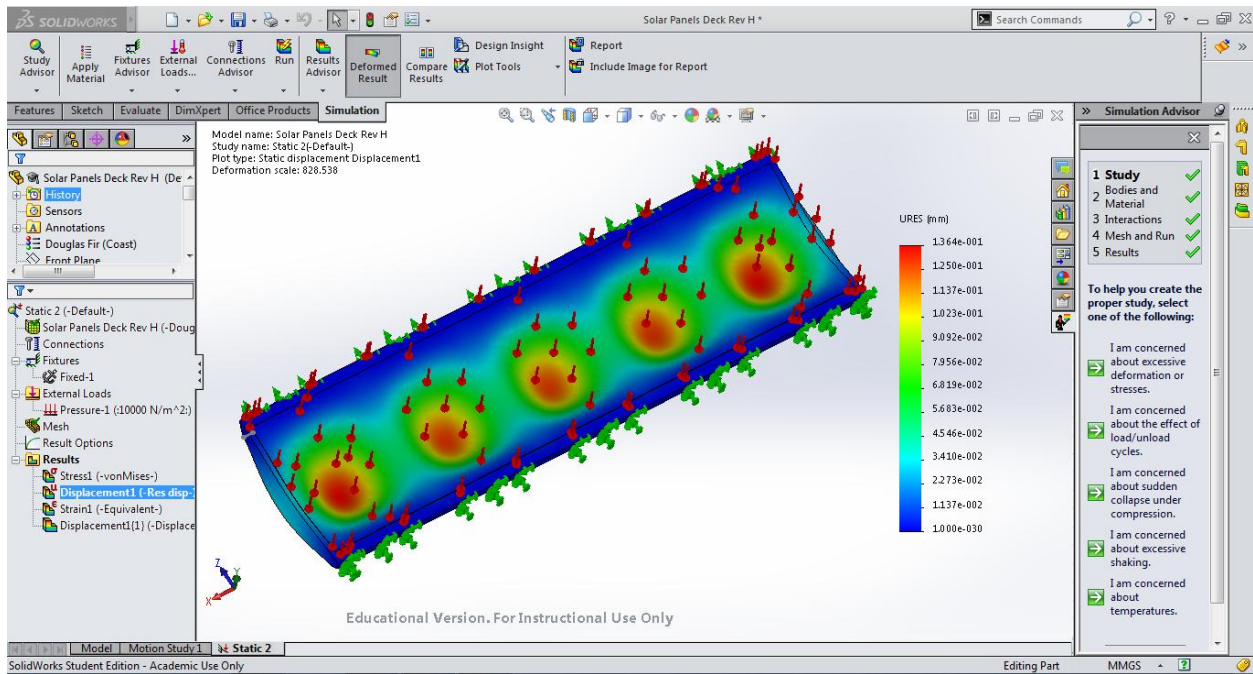 SOLIDWORKS
Solar Panels Deck Rev H *
Search Commands
Study Advisor
Apply Material
Fixtures Advisor
External Loads...
Connections Advisor
Run
Results Advisor
Deformed Result
Compare Results
Design Insight
Plot Tools
Report
Include Image for Report
Features
Sketch
Evaluate
DimXpert
Office Products
Simulation
Solar Panels Deck Rev H (De
History
Sensors
Annotations
Douglas Fir (Coast)
Front Plane
Static 2 (-Default-)
Solar Panels Deck Rev H (-Doug
Connections
Fixtures
Fixed-1
External Loads
Pressure-1 (:10000 N/m^2:)
Mesh
Result Options
Results
Stress1 (-vonMises-)
Displacement1 (-Res disp-
Strain1 (-Equivalent-)
Displacement1{1} (-Displace
Model name: Solar Panels Deck Rev H
Study name: Static 2(-Default-)
Plot type: Static displacement Displacement1
Deformation scale: 828.538
URES (mm)
1.364e-001
1.250e-001
1.137e-001
1.023e-001
9.092e-002
7.956e-002
6.819e-002
5.683e-002
4.546e-002
3.410e-002
2.273e-002
1.137e-002
1.000e-030
Z
Y
X
Educational Version. For Instructional Use Only
Simulation Advisor
1 Study
2 Bodies and
Material
3 Interactions
4 Mesh and Run
5 Results
To help you create the
proper study, select
one of the following:
I am concerned
about excessive
deformation or
stresses.
I am concerned
about the effect of
load/unload
cycles.
I am concerned
about sudden
collapse under
compression.
I am concerned
about excessive
shaking.
I am concerned
about
temperatures.
Model
Motion Study 1
Static 2
SolidWorks Student Edition - Academic Use Only
Editing Part
MMGS